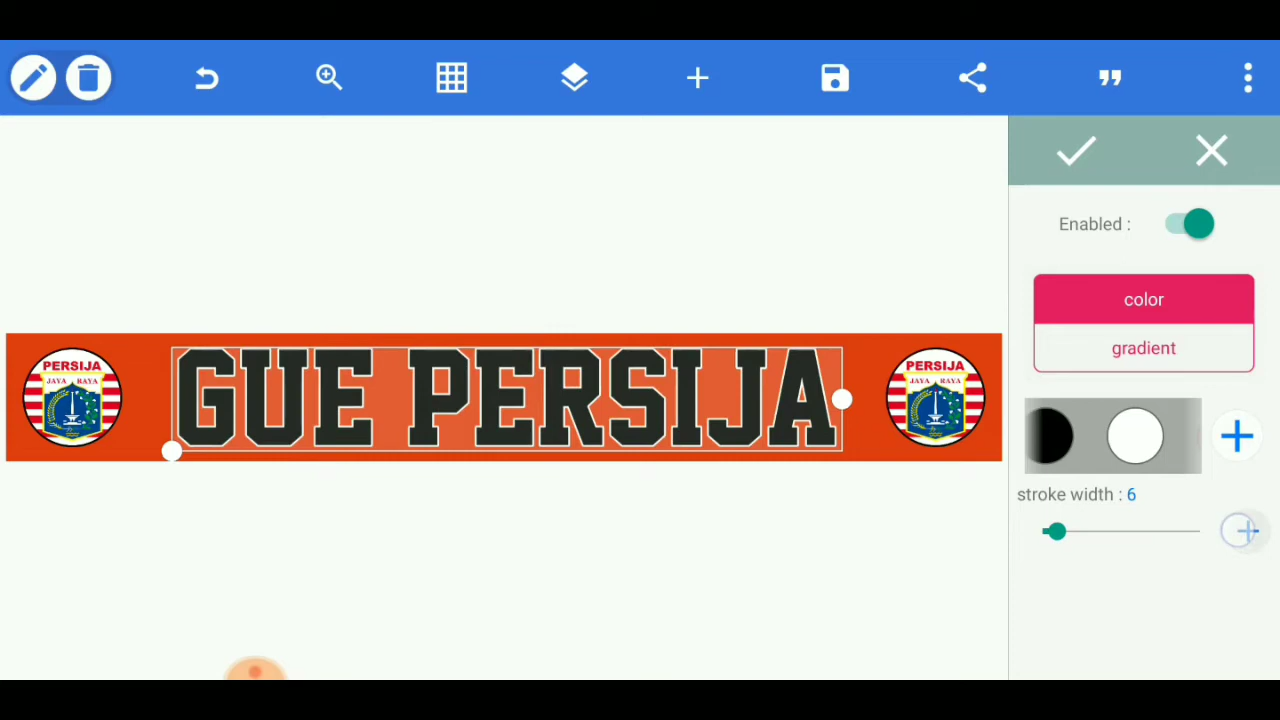 Enabled :
color
gradient
stroke width : 6
PERSIJA
JAYA RAYA
GUE PERSIJA
PERSIJA
JAYA RAYA